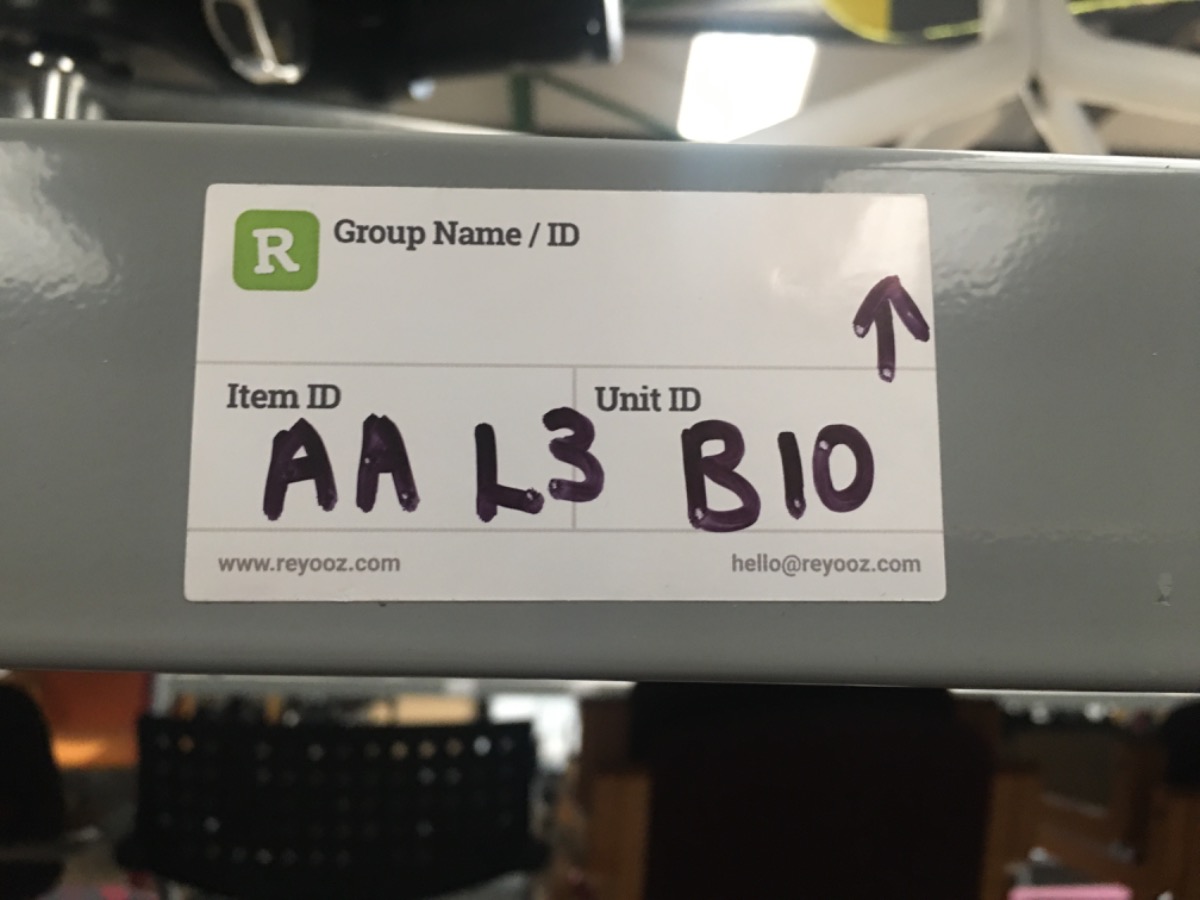 R Group Name / ID
↑
Item ID Unit ID
AA L3 B10
www.reyooz.com hello@reyooz.com